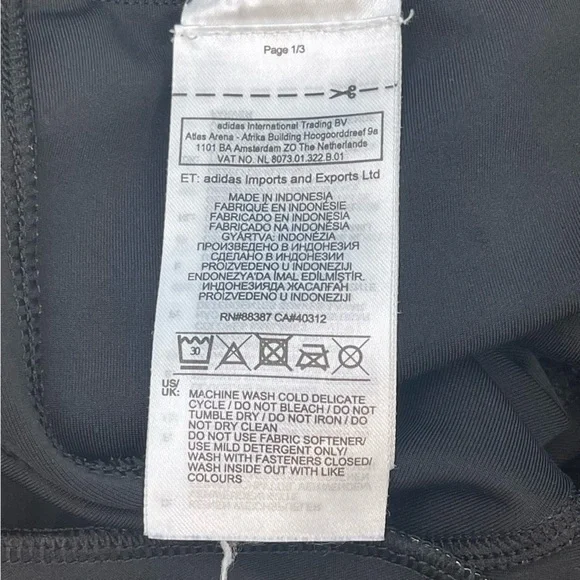 Page 1/3
adidas International Trading BV
Atlas Arena - Afrika Building Hoogoorddreef 9a
1101 BA Amsterdam ZO The Netherlands
VAT NO. NL 8073.01.322.B.01
ET: adidas Imports and Exports Ltd
MADE IN INDONESIA
FABRIQUÉ EN INDONÉSIE
FABRICADO EN INDONESIA
FABRICADO NA INDONÉSIA
GYÁRTVA: INDONÉZIA
ПРОИЗВЕДЕНО В ИНДОНЕЗИЯ
СДЕЛАНО В ИНДОНЕЗИИ
PROIZVEDENO U INDONEZIJI
ENDONEZYA'DA İMAL EDİLMİŞTİR.
ИНДОНЕЗИЯДА ЖАСАЛҒАН
PROIZVEDENO U INDONEZIJI
RN#88387 CA#40312
30
US/
UK: MACHINE WASH COLD DELICATE
CYCLE / DO NOT BLEACH / DO NOT
TUMBLE DRY / DO NOT IRON / DO
NOT DRY CLEAN
DO NOT USE FABRIC SOFTENER/
USE MILD DETERGENT ONLY/
WASH WITH FASTENERS CLOSED/
WASH INSIDE OUT WITH LIKE
COLOURS